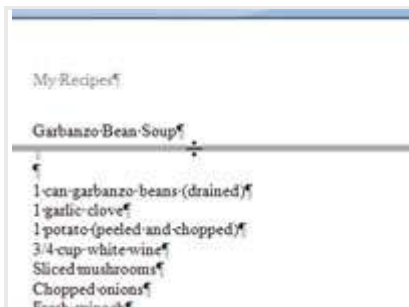 My Recipes¶
Garbanzo Bean Soup¶
¶
1 can garbanzo beans (drained)¶
1 garlic clove¶
1 potato (peeled and chopped)¶
3/4 cup white wine¶
Sliced mushrooms¶
Chopped onions¶